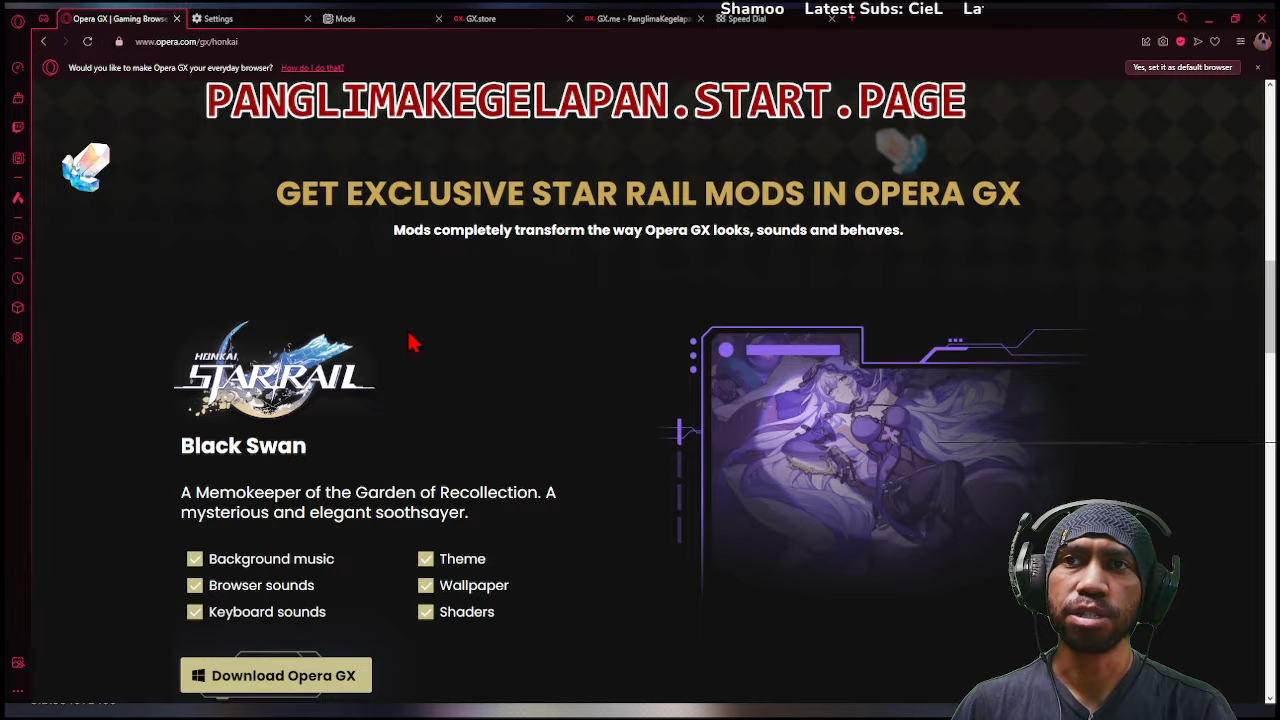 Shamoo Latest Subs: CieL La
Opera GX | Gaming Brows
Settings
Mods
GX.store
GX.me - PanglimaKegelapa
Speed Dial
www.opera.com/gx/honkai
Would you like to make Opera GX your everyday browser? How do I do that?
Yes, set it as default browser
PANGLIMAKEGELAPAN.START.PAGE
GET EXCLUSIVE STAR RAIL MODS IN OPERA GX
Mods completely transform the way Opera GX looks, sounds and behaves.
HONKAI
STAR RAIL
Black Swan
A Memokeeper of the Garden of Recollection. A
mysterious and elegant soothsayer.
Background music
Theme
Browser sounds
Wallpaper
Keyboard sounds
Shaders
Download Opera GX